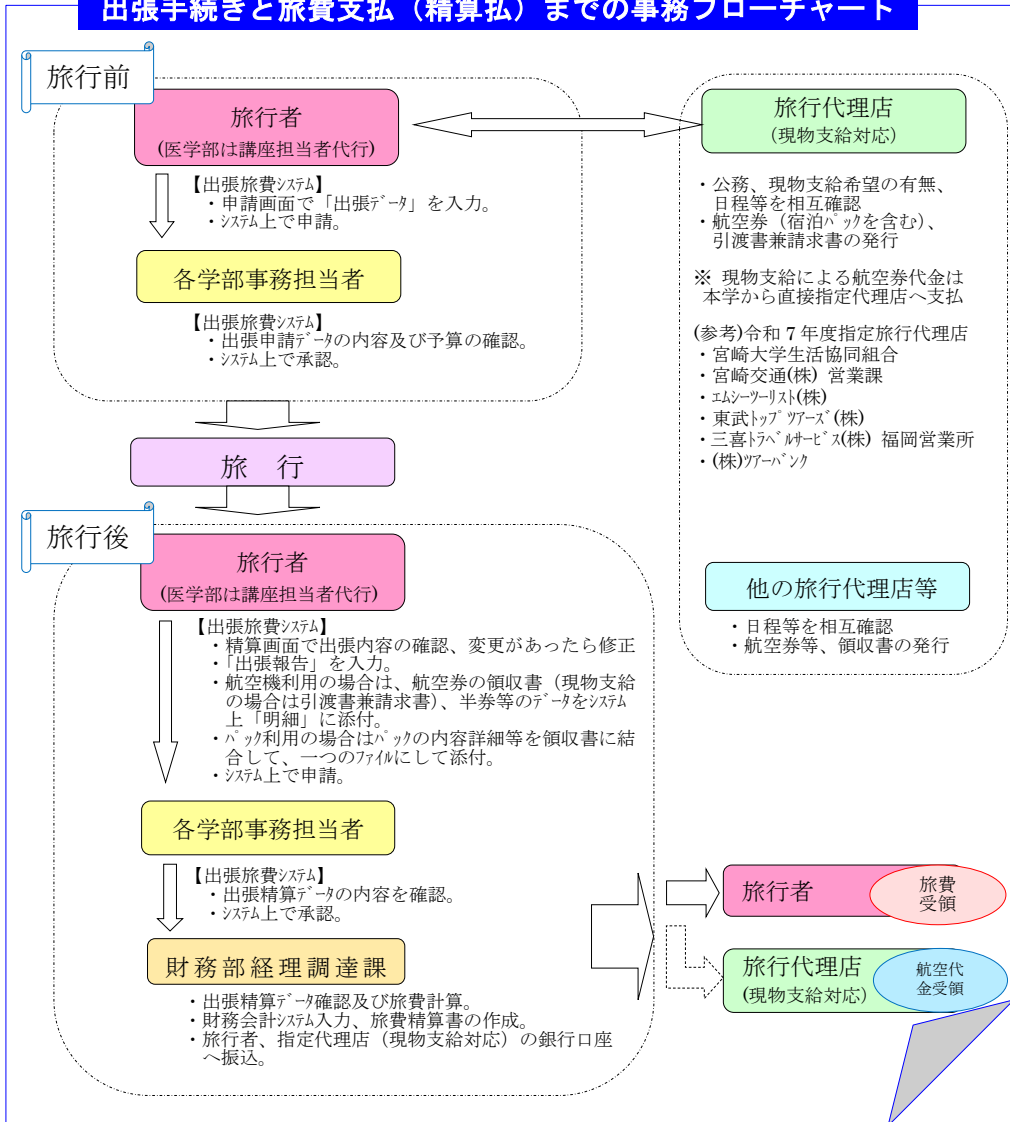 出張手続きと旅費支払（精算払）までの事務フローチャート
旅行前
旅行者
(医学部は講座担当者代行)
【出張旅費ｼｽﾃﾑ】
・申請画面で「出張ﾃﾞｰﾀ」を入力。
・ｼｽﾃﾑ上で申請。
各学部事務担当者
【出張旅費ｼｽﾃﾑ】
・出張申請ﾃﾞｰﾀの内容及び予算の確認。
・ｼｽﾃﾑ上で承認。
旅行代理店
(現物支給対応)
・公務、現物支給希望の有無、
日程等を相互確認
・航空券（宿泊ﾊﾟｯｸを含む）、
引渡書兼請求書の発行
※ 現物支給による航空券代金は
本学から直接指定代理店へ支払
(参考)令和７年度指定旅行代理店
・宮崎大学生活協同組合
・宮崎交通(株) 営業課
・ｴﾑｼｰﾂｰﾘｽﾄ(株)
・東武ﾄｯﾌﾟﾂｱｰｽﾞ(株)
・三喜ﾄﾗﾍﾞﾙｻｰﾋﾞｽ(株) 福岡営業所
・(株)ﾂｱｰﾊﾞﾝｸ
他の旅行代理店等
・日程等を相互確認
・航空券等、領収書の発行
旅　行
旅行後
旅行者
(医学部は講座担当者代行)
【出張旅費ｼｽﾃﾑ】
・精算画面で出張内容の確認、変更があったら修正
・「出張報告」を入力。
・航空機利用の場合は、航空券の領収書（現物支給
の場合は引渡書兼請求書）、半券等のﾃﾞｰﾀをｼｽﾃﾑ
上「明細」に添付。
・ﾊﾟｯｸ利用の場合はﾊﾟｯｸの内容詳細等を領収書に結
合して、一つのﾌｧｲﾙにして添付。
・ｼｽﾃﾑ上で申請。
各学部事務担当者
【出張旅費ｼｽﾃﾑ】
・出張精算ﾃﾞｰﾀの内容を確認。
・ｼｽﾃﾑ上で承認。
財務部経理調達課
・出張精算ﾃﾞｰﾀ確認及び旅費計算。
・財務会計ｼｽﾃﾑ入力、旅費精算書の作成。
・旅行者、指定代理店（現物支給対応）の銀行口座
へ振込。
旅行者
旅費
受領
旅行代理店
(現物支給対応)
航空代
金受領